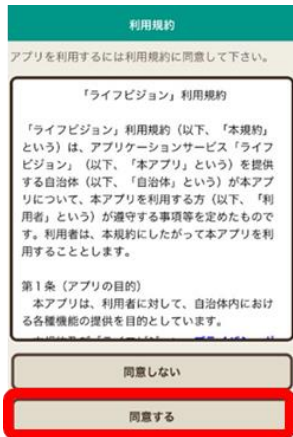 利用規約
アプリを利用するには利用規約に同意して下さい。
「ライフビジョン」利用規約
「ライフビジョン」利用規約（以下、「本規約」
という）は、アプリケーションサービス「ライフ
ビジョン」（以下、「本アプリ」という）を提供
する自治体（以下、「自治体」という）が本アプ
リについて、本アプリを利用する方（以下、「利
用者」という）が遵守する事項等を定めたもので
す。利用者は、本規約にしたがって本アプリを利
用することとします。
第１条（アプリの目的）
本アプリは、利用者に対して、自治体内におけ
る各種機能の提供を目的としています。
同意しない
同意する